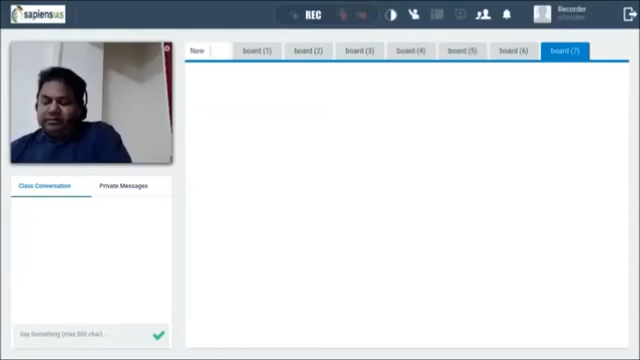 sapiensIAS
REC
Recorder
New
board (1)
board (2)
board (3)
board (4)
board (5)
board (6)
board (7)
Class Conversation
Private Messages
Say Something (max 500 char)...